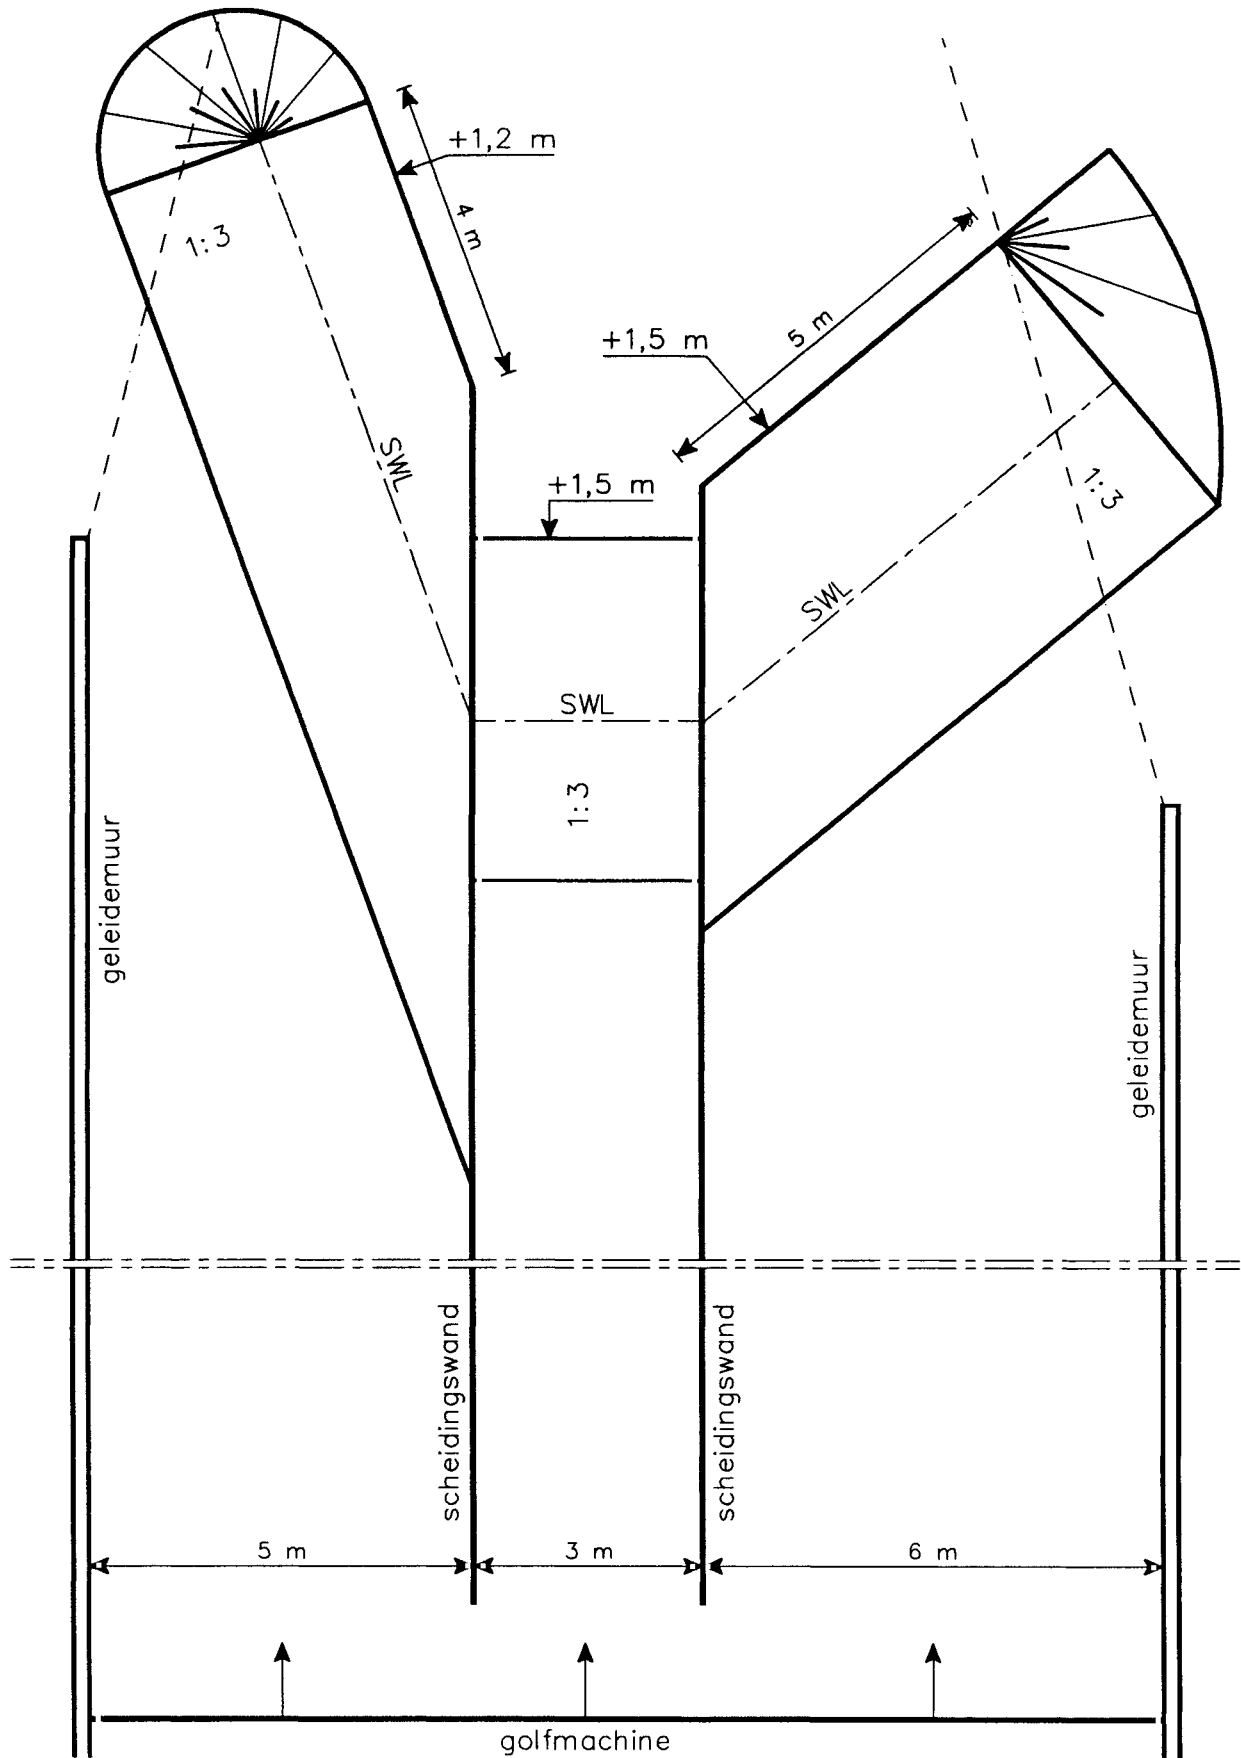 +1,2 m
4 m
1:3
5 m
+1,5 m
SWL
+1,5 m
1:3
SWL
SWL
1:3
geleidemuur
geleidemuur
scheidingswand
scheidingswand
5 m
3 m
6 m
golfmachine